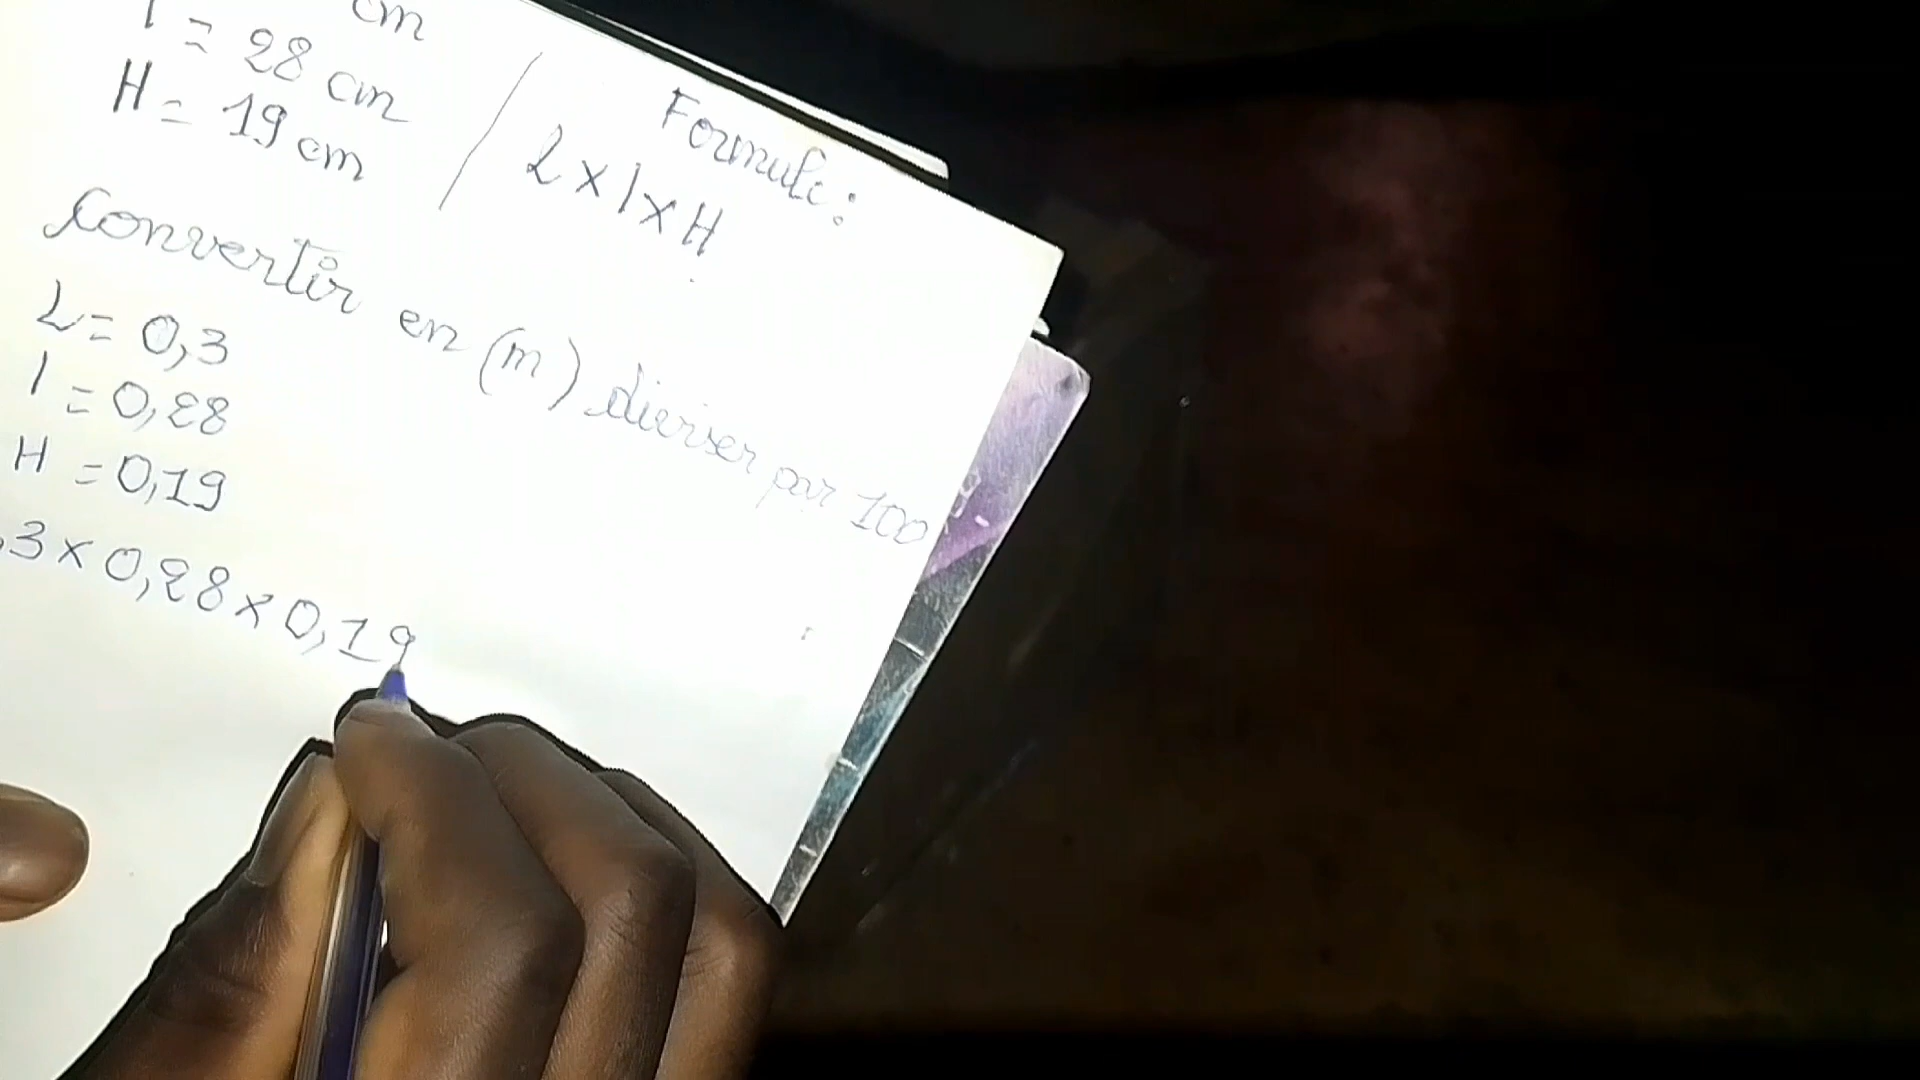 cm
l = 28 cm
H = 19 cm
Formule :
L x l x H
Convertir en (m) diviser par 100
L = 0,3
l = 0,28
H = 0,19
,3 x 0,28 x 0,19